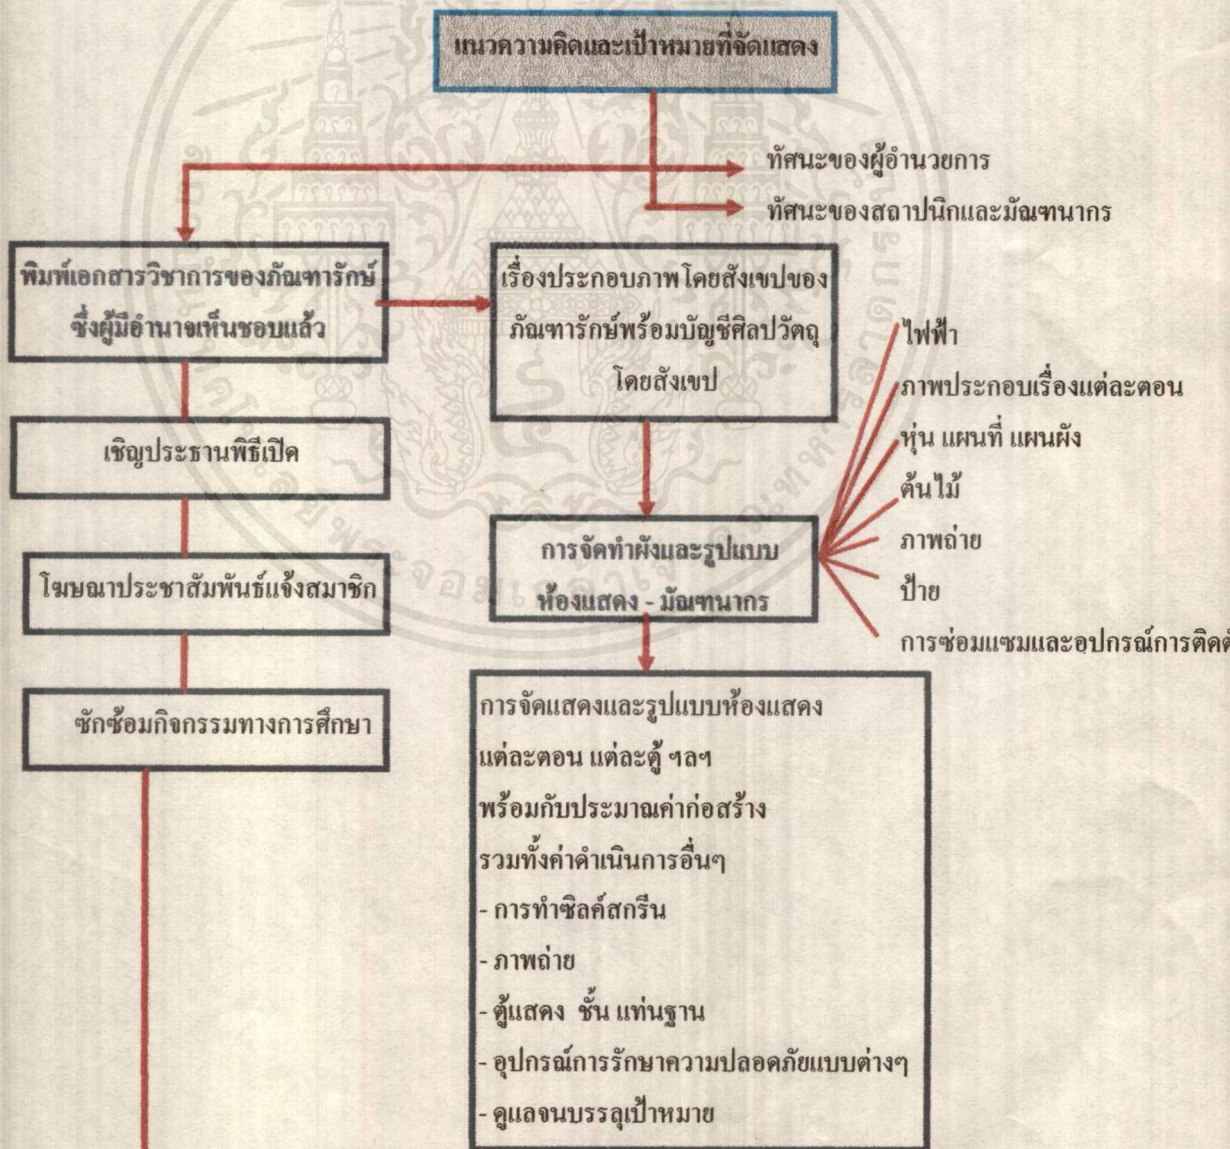 แนวความคิดและเป้าหมายที่จัดแสดง
ทัศนะของผู้อำนวยการ
ทัศนะของสถาปนิกและมัณฑนากร
พิมพ์เอกสารวิชาการของภัณฑารักษ์
ซึ่งผู้มีอำนาจเห็นชอบแล้ว
เรื่องประกอบภาพ โดยสังเขปของ
ภัณฑารักษ์พร้อมบัญชีศิลปวัตถุ
โดยสังเขป
ไฟฟ้า
ภาพประกอบเรื่องแต่ละตอน
หุ่น แผนที่ แผนผัง
ต้นไม้
ภาพถ่าย
ป้าย
การซ่อมแซมและอุปกรณ์การติดตั
เชิญประธานพิธีเปิด
การจัดทำผังและรูปแบบ
ห้องแสดง - มัณฑนากร
โฆษณาประชาสัมพันธ์แจ้งสมาชิก
ซักซ้อมกิจกรรมทางการศึกษา
การจัดแสดงและรูปแบบห้องแสดง
แต่ละตอน แต่ละตู้ ฯลฯ
พร้อมกับประมาณค่าก่อสร้าง
รวมทั้งค่าดำเนินการอื่นๆ
- การทำซิลค์สกรีน
- ภาพถ่าย
- ตู้แสดง ชั้น แท่นฐาน
- อุปกรณ์การรักษาความปลอดภัยแบบต่างๆ
- ดูแลจนบรรลุเป้าหมาย